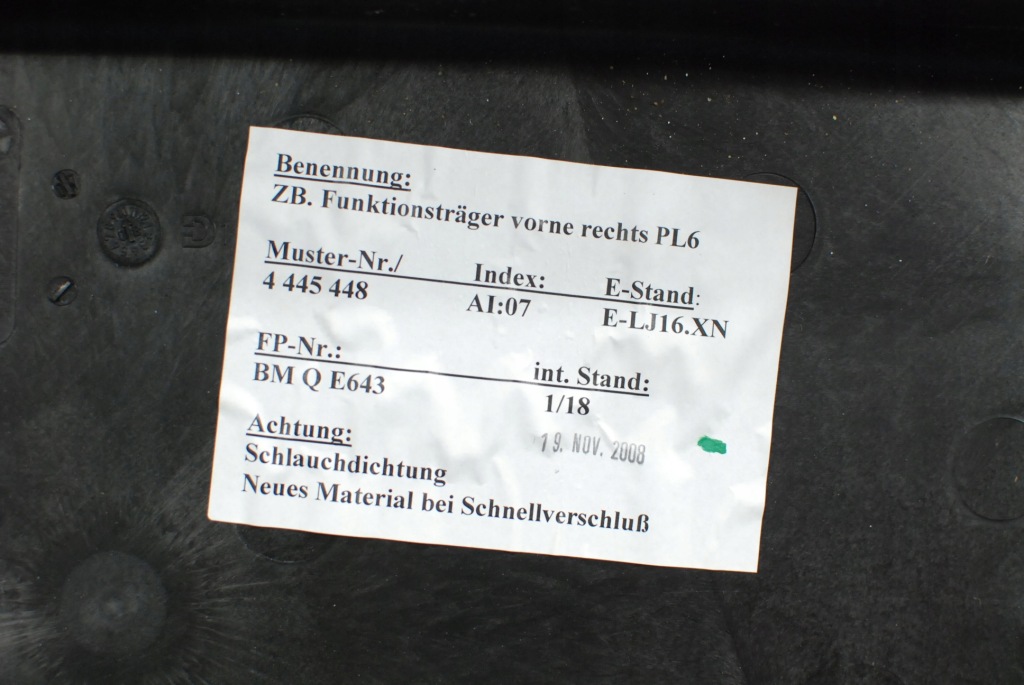 Benennung:
ZB. Funktionsträger vorne rechts PL6
Muster-Nr./ Index: E-Stand:
4 445 448 AI:07 E-LJ16.XN
FP-Nr.: int. Stand:
BM Q E643 1/18
Achtung: 19. NOV. 2008
Schlauchdichtung
Neues Material bei Schnellverschluß